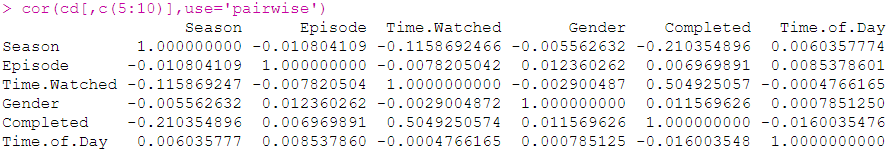 > cor(cd[,c(5:10)],use='pairwise')
                  Season      Episode  Time.Watched       Gender    Completed   Time.of.Day
Season       1.000000000 -0.010804109 -0.1158692466 -0.005562632 -0.210354896  0.0060357774
Episode     -0.010804109  1.000000000 -0.0078205042  0.012360262  0.006969891  0.0085378601
Time.Watched -0.115869247 -0.007820504  1.0000000000 -0.002900487  0.504925057 -0.0004766165
Gender      -0.005562632  0.012360262 -0.0029004872  1.000000000  0.011569626  0.0007851250
Completed   -0.210354896  0.006969891  0.5049250574  0.011569626  1.000000000 -0.0160035476
Time.of.Day  0.006035777  0.008537860 -0.0004766165  0.000785125 -0.016003548  1.0000000000